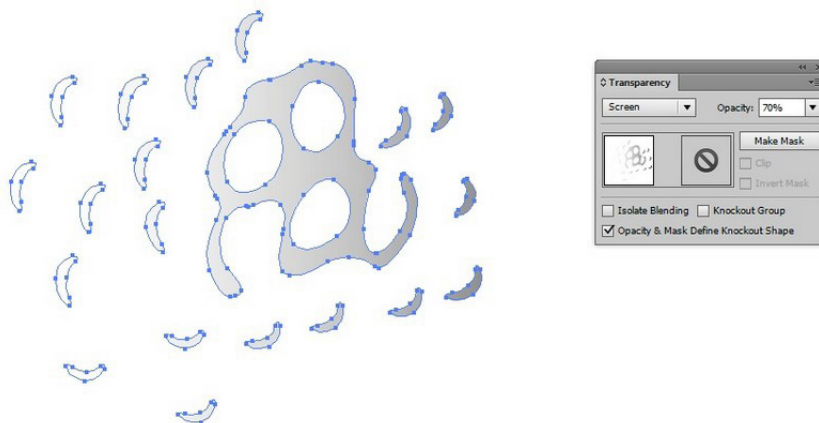 Transparency
Screen Opacity: 70%
Make Mask
Clip
Invert Mask
Isolate Blending Knockout Group
Opacity & Mask Define Knockout Shape